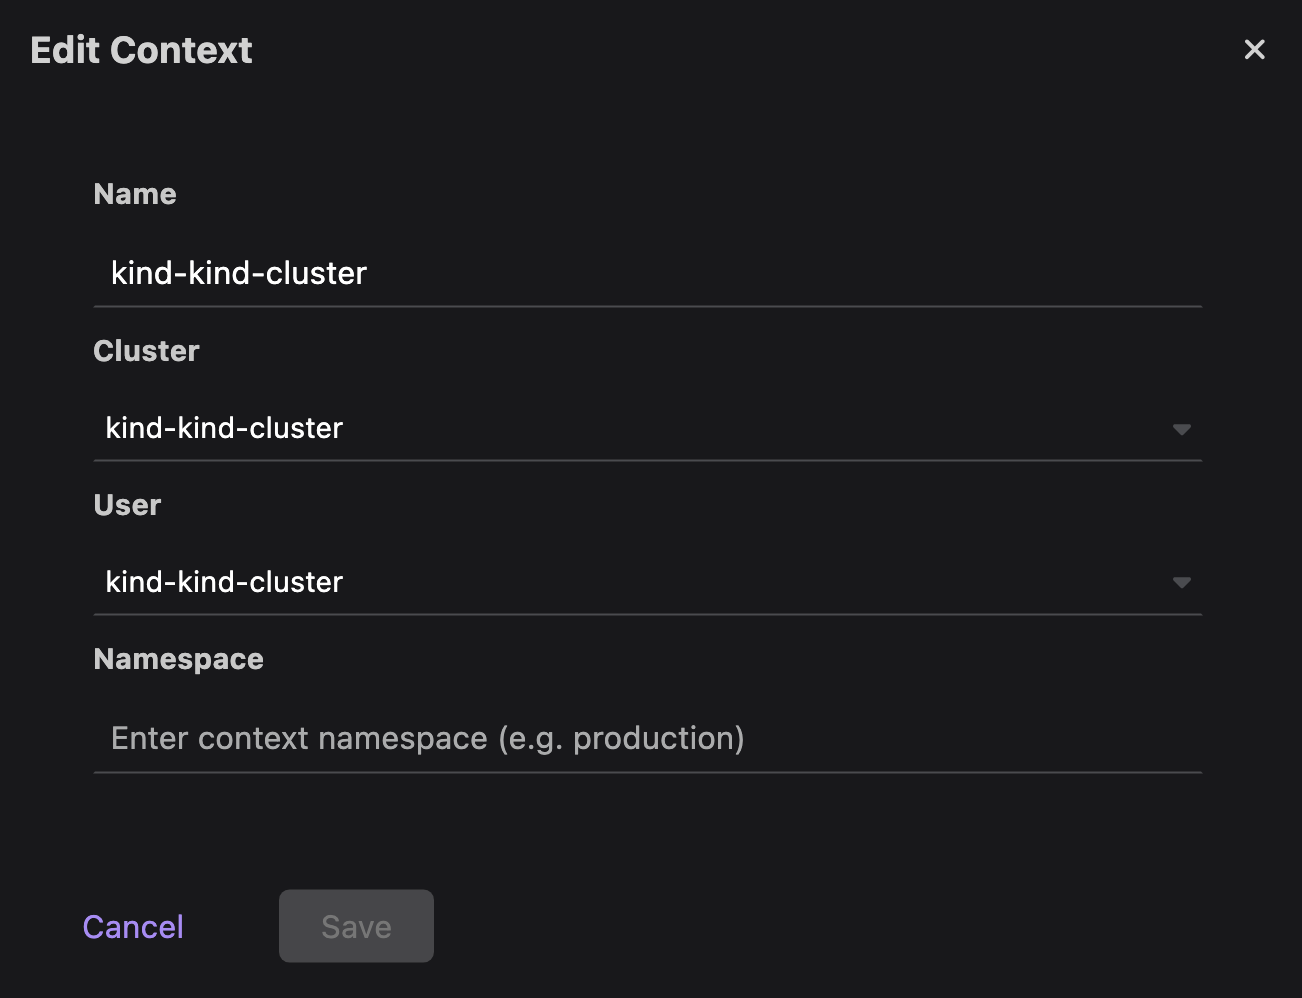 Edit Context
Name
kind-kind-cluster
Cluster
kind-kind-cluster
User
kind-kind-cluster
Namespace
Enter context namespace (e.g. production)
Cancel
Save